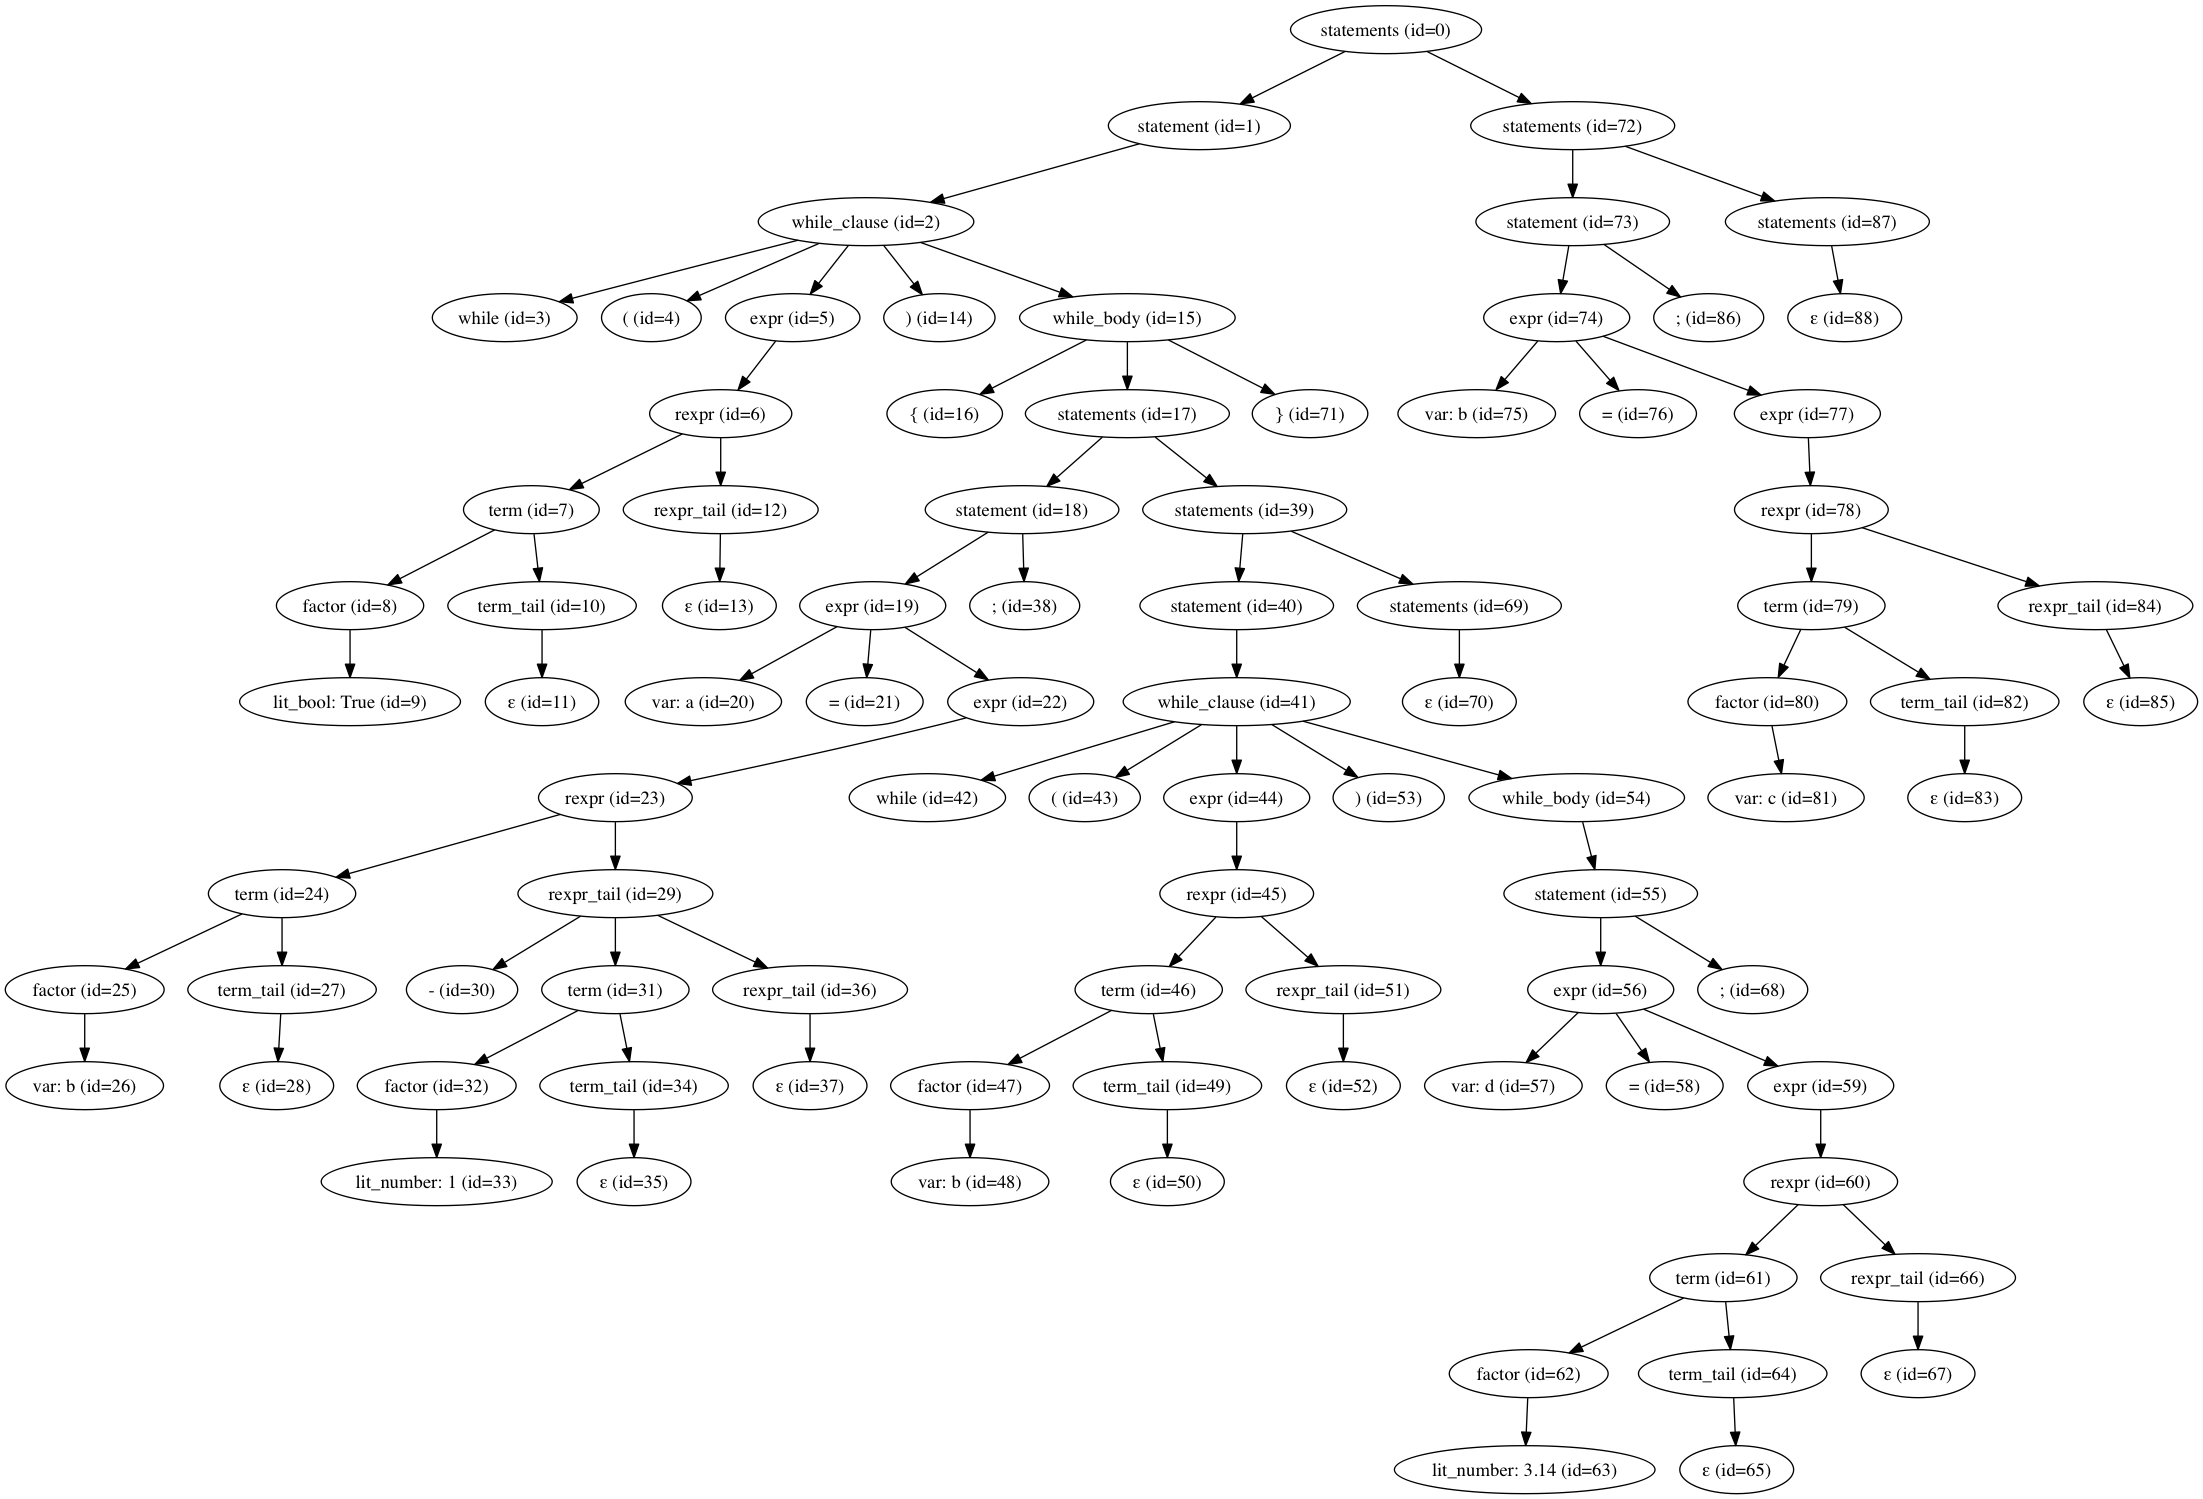 statements (id=0)
statement (id=1)
statements (id=72)
while_clause (id=2)
statement (id=73)
statements (id=87)
while (id=3)
( (id=4)
expr (id=5)
) (id=14)
while_body (id=15)
expr (id=74)
; (id=86)
ε (id=88)
rexpr (id=6)
{ (id=16)
statements (id=17)
} (id=71)
var: b (id=75)
= (id=76)
expr (id=77)
term (id=7)
rexpr_tail (id=12)
statement (id=18)
statements (id=39)
rexpr (id=78)
factor (id=8)
term_tail (id=10)
ε (id=13)
expr (id=19)
; (id=38)
statement (id=40)
statements (id=69)
term (id=79)
rexpr_tail (id=84)
lit_bool: True (id=9)
ε (id=11)
var: a (id=20)
= (id=21)
expr (id=22)
while_clause (id=41)
ε (id=70)
factor (id=80)
term_tail (id=82)
ε (id=85)
rexpr (id=23)
while (id=42)
( (id=43)
expr (id=44)
) (id=53)
while_body (id=54)
var: c (id=81)
ε (id=83)
term (id=24)
rexpr_tail (id=29)
rexpr (id=45)
statement (id=55)
factor (id=25)
term_tail (id=27)
- (id=30)
term (id=31)
rexpr_tail (id=36)
term (id=46)
rexpr_tail (id=51)
expr (id=56)
; (id=68)
var: b (id=26)
ε (id=28)
factor (id=32)
term_tail (id=34)
ε (id=37)
factor (id=47)
term_tail (id=49)
ε (id=52)
var: d (id=57)
= (id=58)
expr (id=59)
lit_number: 1 (id=33)
ε (id=35)
var: b (id=48)
ε (id=50)
rexpr (id=60)
term (id=61)
rexpr_tail (id=66)
factor (id=62)
term_tail (id=64)
ε (id=67)
lit_number: 3.14 (id=63)
ε (id=65)